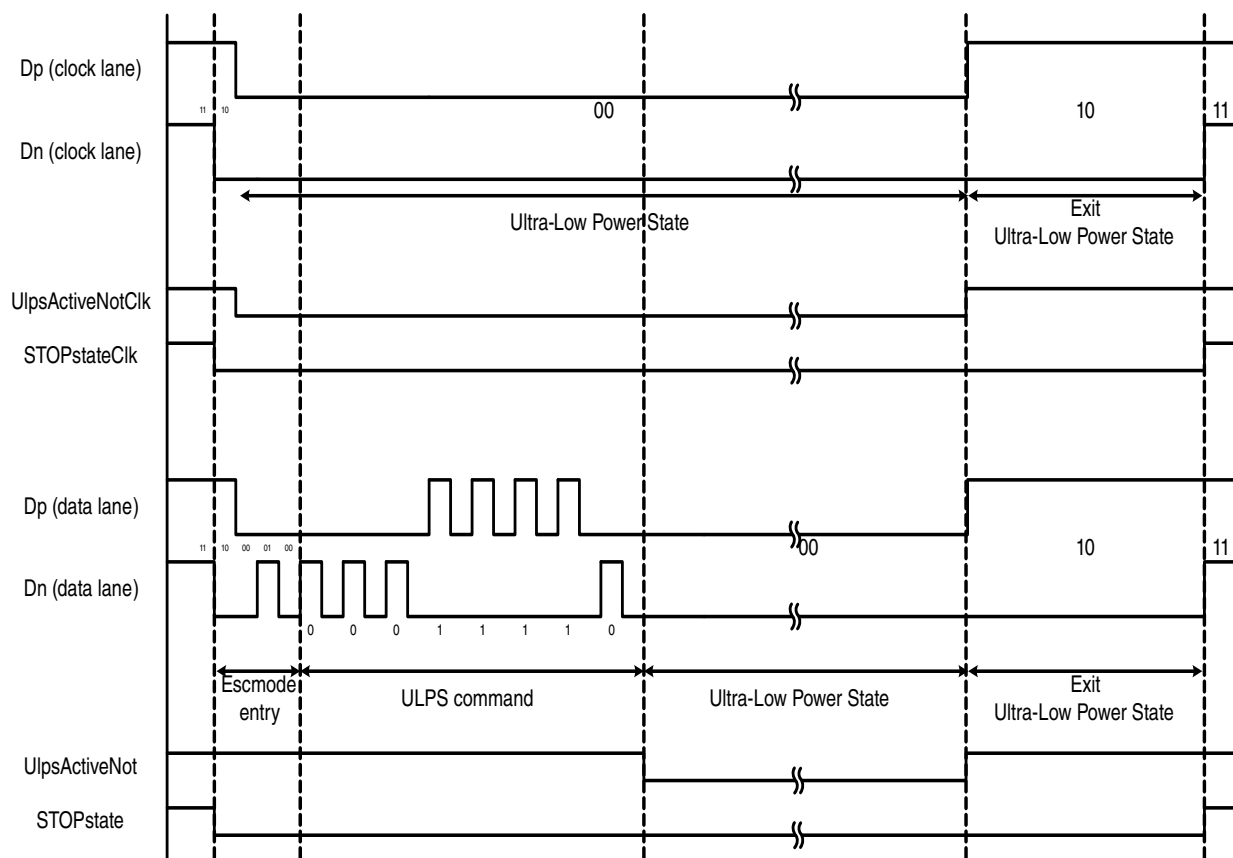 Dp (clock lane)
11 10 00 10 11
Dn (clock lane)
Ultra-Low Power State
Exit
Ultra-Low Power State
UlpsActiveNotClk
STOPstateClk
Dp (data lane)
11 10 00 01 00 00 10 11
Dn (data lane)
0 0 0 1 1 1 1 0
Escmode
entry
ULPS command
Ultra-Low Power State
Exit
Ultra-Low Power State
UlpsActiveNot
STOPstate